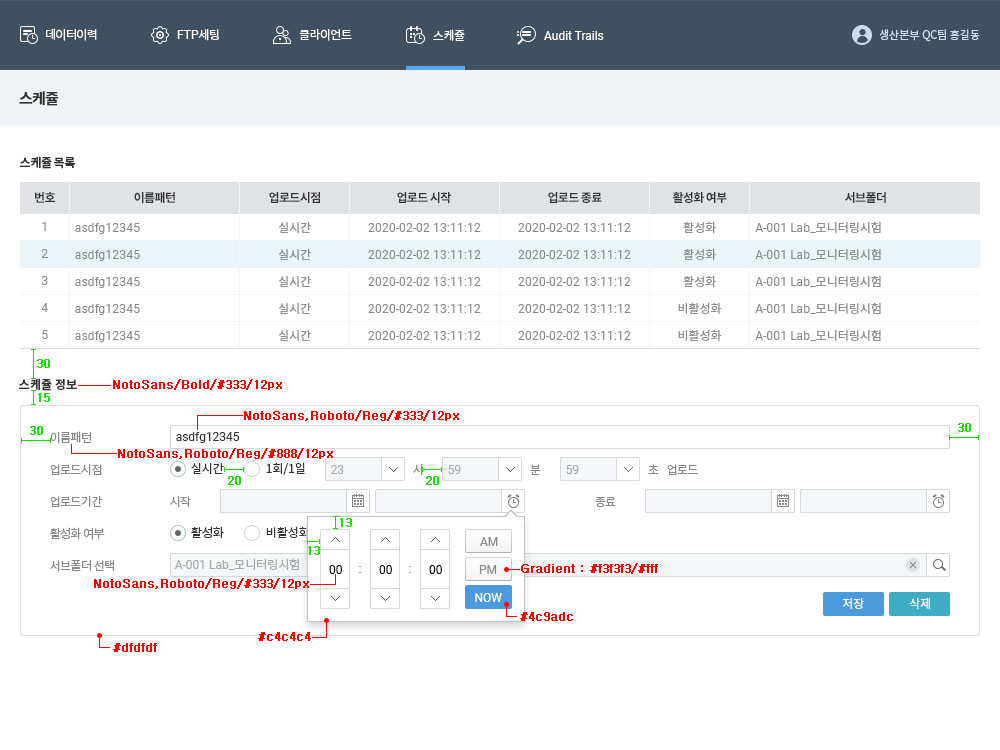 데이터이력 FTP세팅 클라이언트 스케쥴 Audit Trails 생산본부 QC팀 홍길동
스케쥴
스케쥴 목록
번호 이름패턴 업로드시점 업로드 시작 업로드 종료 활성화 여부 서브폴더
1 asdfg12345 실시간 2020-02-02 13:11:12 2020-02-02 13:11:12 활성화 A-001 Lab_모니터링시험
2 asdfg12345 실시간 2020-02-02 13:11:12 2020-02-02 13:11:12 활성화 A-001 Lab_모니터링시험
3 asdfg12345 실시간 2020-02-02 13:11:12 2020-02-02 13:11:12 활성화 A-001 Lab_모니터링시험
4 asdfg12345 실시간 2020-02-02 13:11:12 2020-02-02 13:11:12 비활성화 A-001 Lab_모니터링시험
5 asdfg12345 실시간 2020-02-02 13:11:12 2020-02-02 13:11:12 비활성화 A-001 Lab_모니터링시험
30
스케쥴 정보 NotoSans/Bold/#333/12px
15
NotoSans,Roboto/Reg/#333/12px
30 이름패턴 asdfg12345 30
NotoSans,Roboto/Reg/#888/12px
업로드시점 실시간 1회/1일 23 시 59 분 59 초 업로드
20 20
업로드기간 시작 종료
13
활성화 여부 활성화 비활성화
AM
13
서브폴더 선택 A-001 Lab_모니터링시험 00 : 00 : 00 PM Gradient : #f3f3f3/#fff
NotoSans,Roboto/Reg/#333/12px
NOW 저장 삭제
#4c9adc
#c4c4c4
#dfdfdf